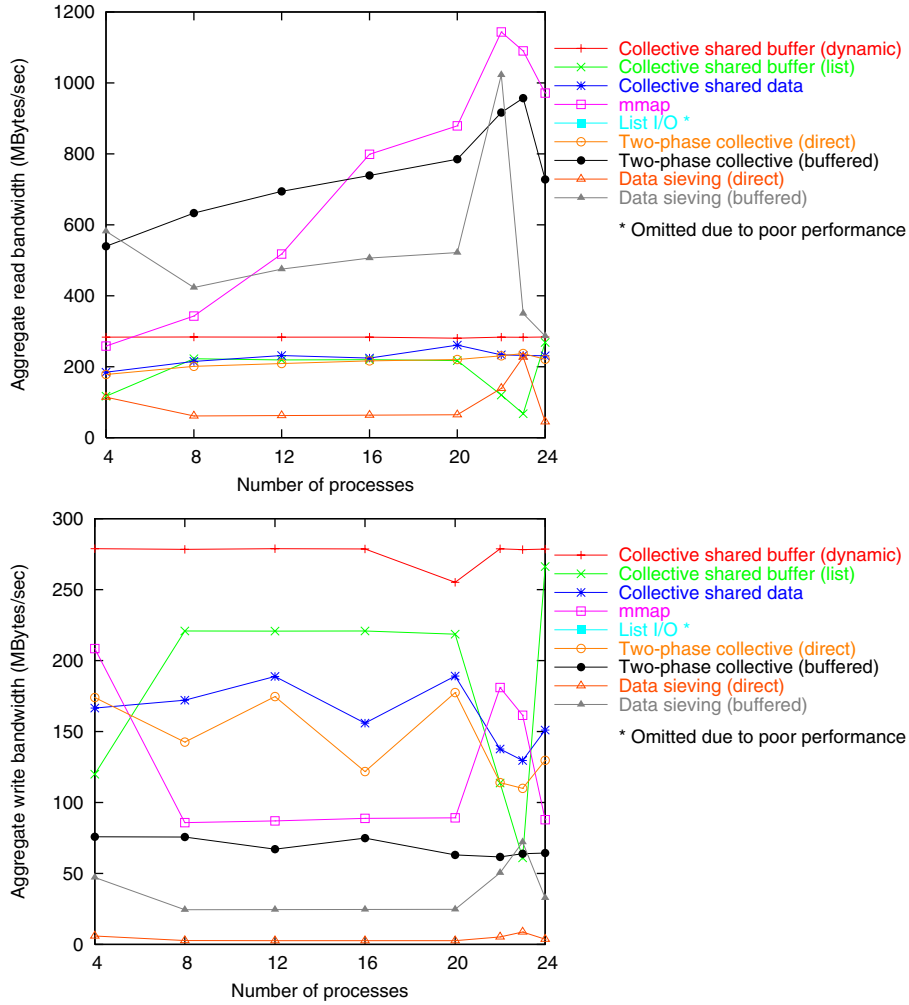 1200
1000
800
600
400
200
0
Aggregate read bandwidth (MBytes/sec)
4 8 12 16 20 24
Number of processes
Collective shared buffer (dynamic)
Collective shared buffer (list)
Collective shared data
mmap
List I/O *
Two-phase collective (direct)
Two-phase collective (buffered)
Data sieving (direct)
Data sieving (buffered)
* Omitted due to poor performance
300
250
200
150
100
50
0
Aggregate write bandwidth (MBytes/sec)
4 8 12 16 20 24
Number of processes
Collective shared buffer (dynamic)
Collective shared buffer (list)
Collective shared data
mmap
List I/O *
Two-phase collective (direct)
Two-phase collective (buffered)
Data sieving (direct)
Data sieving (buffered)
* Omitted due to poor performance